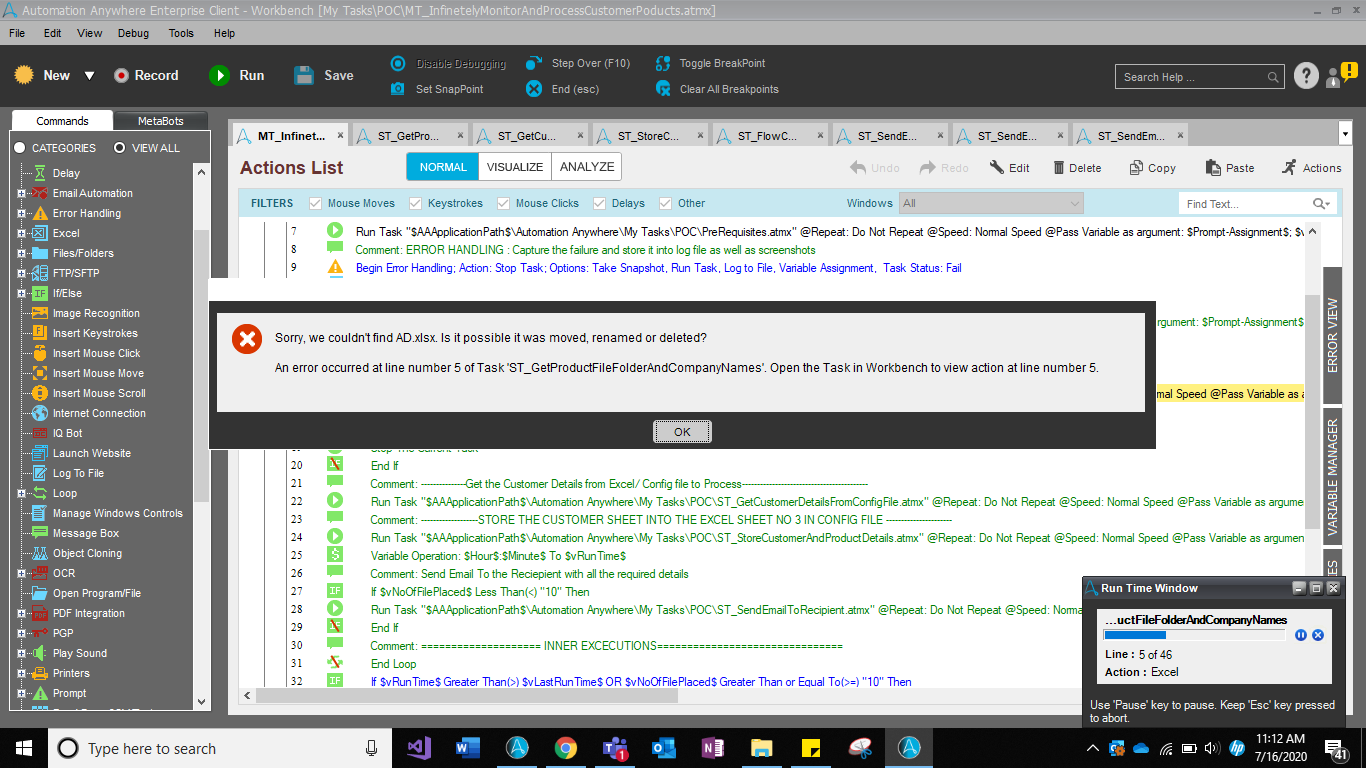 Automation Anywhere Enterprise Client - Workbench [My Tasks\POC\MT_InfinetelyMonitorAndProcessCustomerPoducts.atmx]
File Edit View Debug Tools Help
New Record Run Save
Disable Debugging Step Over (F10) Toggle BreakPoint
Set SnapPoint End (esc) Clear All Breakpoints
Search Help ...
Commands MetaBots
CATEGORIES VIEW ALL
Delay
Email Automation
Error Handling
Excel
Files/Folders
FTP/SFTP
If/Else
Image Recognition
Insert Keystrokes
Insert Mouse Click
Insert Mouse Move
Insert Mouse Scroll
Internet Connection
IQ Bot
Launch Website
Log To File
Loop
Manage Windows Controls
Message Box
Object Cloning
OCR
Open Program/File
PDF Integration
PGP
Play Sound
Printers
Prompt
MT_Infinet... ST_GetPro... ST_GetCu... ST_StoreC... ST_FlowC... ST_SendE... ST_SendE... ST_SendEm...
Actions List NORMAL VISUALIZE ANALYZE Undo Redo Edit Delete Copy Paste Actions
FILTERS Mouse Moves Keystrokes Mouse Clicks Delays Other Windows All Find Text...
7 Run Task "$AAApplicationPath$\Automation Anywhere\My Tasks\POC\PreRequisites.atmx" @Repeat: Do Not Repeat @Speed: Normal Speed @Pass Variable as argument: $Prompt-Assignment$; $v
8 Comment: ERROR HANDLING : Capture the failure and store it into log file as well as screenshots
9 Begin Error Handling; Action: Stop Task; Options: Take Snapshot, Run Task, Log to File, Variable Assignment, Task Status: Fail
rgument: $Prompt-Assignment$
Sorry, we couldn't find AD.xlsx. Is it possible it was moved, renamed or deleted?
An error occurred at line number 5 of Task 'ST_GetProductFileFolderAndCompanyNames'. Open the Task in Workbench to view action at line number 5.
OK
mal Speed @Pass Variable as a
19 Stop The Current Task
20 End If
21 Comment: ---------------Get the Customer Details from Excel/ Config file to Process------------------------------------------
22 Run Task "$AAApplicationPath$\Automation Anywhere\My Tasks\POC\ST_GetCustomerDetailsFromConfigFile.atmx" @Repeat: Do Not Repeat @Speed: Normal Speed @Pass Variable as argume
23 Comment: -------------------STORE THE CUSTOMER SHEET INTO THE EXCEL SHEET NO 3 IN CONFIG FILE ----------------------
24 Run Task "$AAApplicationPath$\Automation Anywhere\My Tasks\POC\ST_StoreCustomerAndProductDetails.atmx" @Repeat: Do Not Repeat @Speed: Normal Speed @Pass Variable as argument
25 Variable Operation: $Hour$:$Minute$ To $vRunTime$
26 Comment: Send Email To the Reciepient with all the required details
27 If $vNoOfFilePlaced$ Less Than(<) "10" Then
28 Run Task "$AAApplicationPath$\Automation Anywhere\My Tasks\POC\ST_SendEmailToRecipient.atmx" @Repeat: Do Not Repeat @Speed: Norma
29 End If
30 Comment: ==================== INNER EXCECUTIONS===============================
31 End Loop
32 If $vRunTime$ Greater Than(>) $vLastRunTime$ OR $vNoOfFilePlaced$ Greater Than or Equal To(>=) "10" Then
ERROR VIEW
VARIABLE MANAGER
ES
Run Time Window
...uctFileFolderAndCompanyNames
Line : 5 of 46
Action : Excel
Use 'Pause' key to pause. Keep 'Esc' key pressed
to abort.
Type here to search
1
11:12 AM
7/16/2020
41